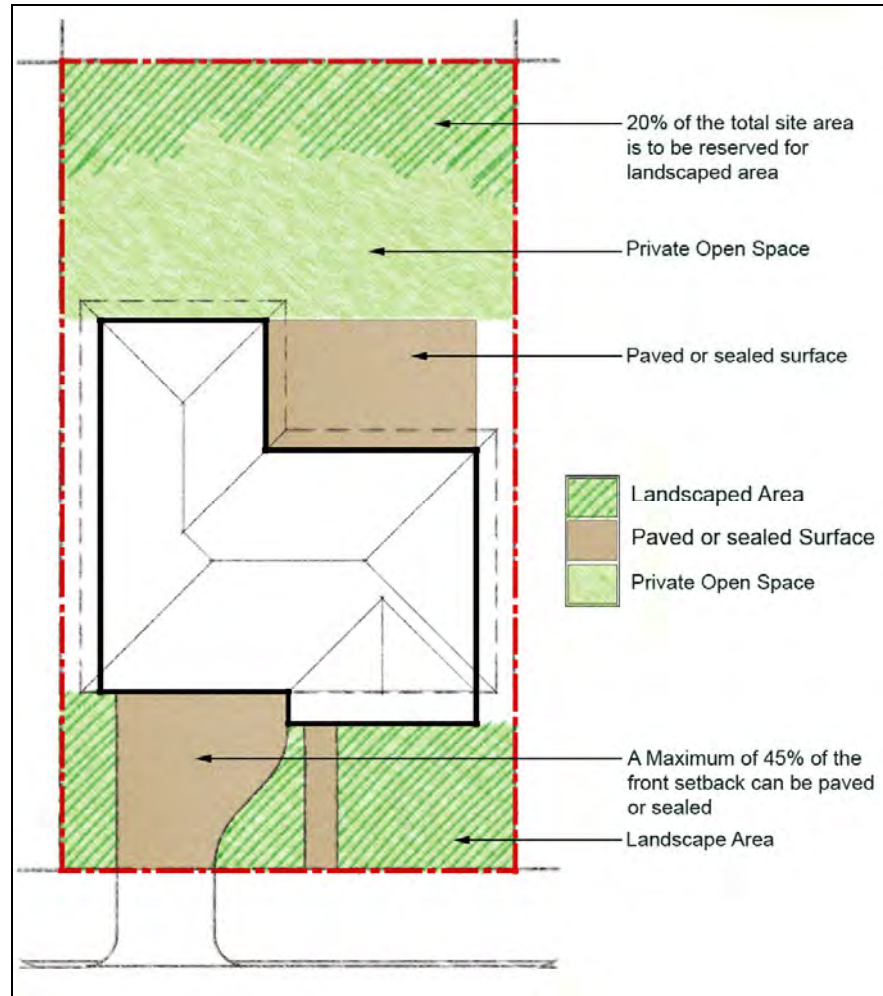 20% of the total site area
is to be reserved for
landscaped area
Private Open Space
Paved or sealed surface
Landscaped Area
Paved or sealed Surface
Private Open Space
A Maximum of 45% of the
front setback can be paved
or sealed
Landscape Area